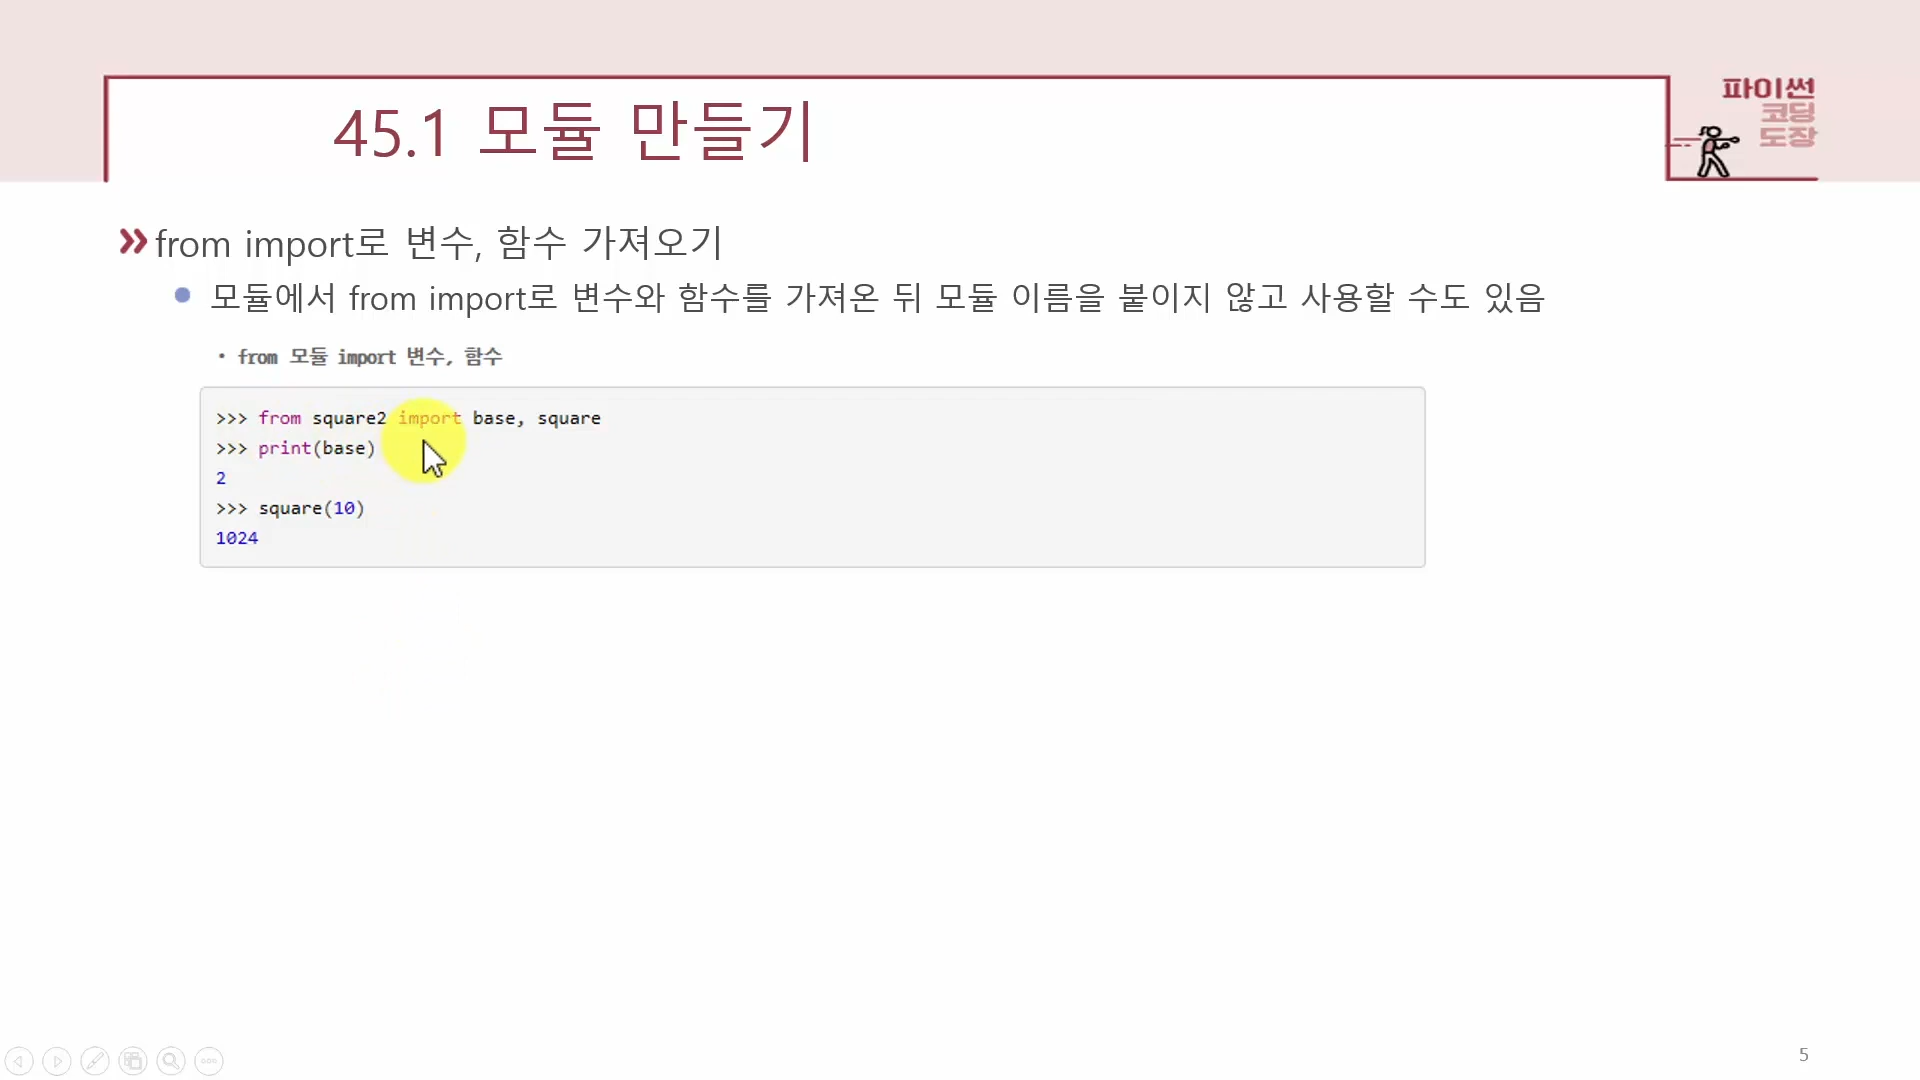 45.1 모듈 만들기
파이썬
코딩
도장
from import로 변수, 함수 가져오기
모듈에서 from import로 변수와 함수를 가져온 뒤 모듈 이름을 붙이지 않고 사용할 수도 있음
• from 모듈 import 변수, 함수
>>> from square2 import base, square
>>> print(base)
2
>>> square(10)
1024
5